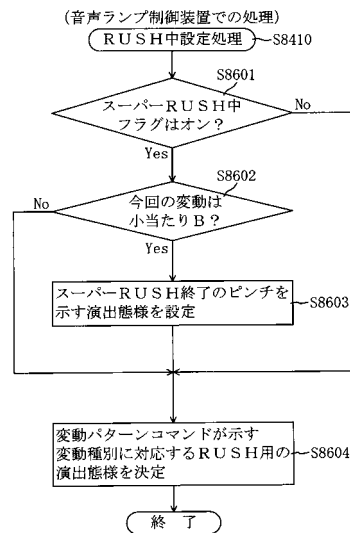 (音声ランプ制御装置での処理)
RUSH中設定処理
S8410
S8601
スーパーRUSH中
フラグはオン?
No
Yes
S8602
今回の変動は
小当たりB?
No
Yes
スーパーRUSH終了のピンチを
示す演出態様を設定
S8603
変動パターンコマンドが示す
変動種別に対応するRUSH用の
演出態様を決定
S8604
終 了